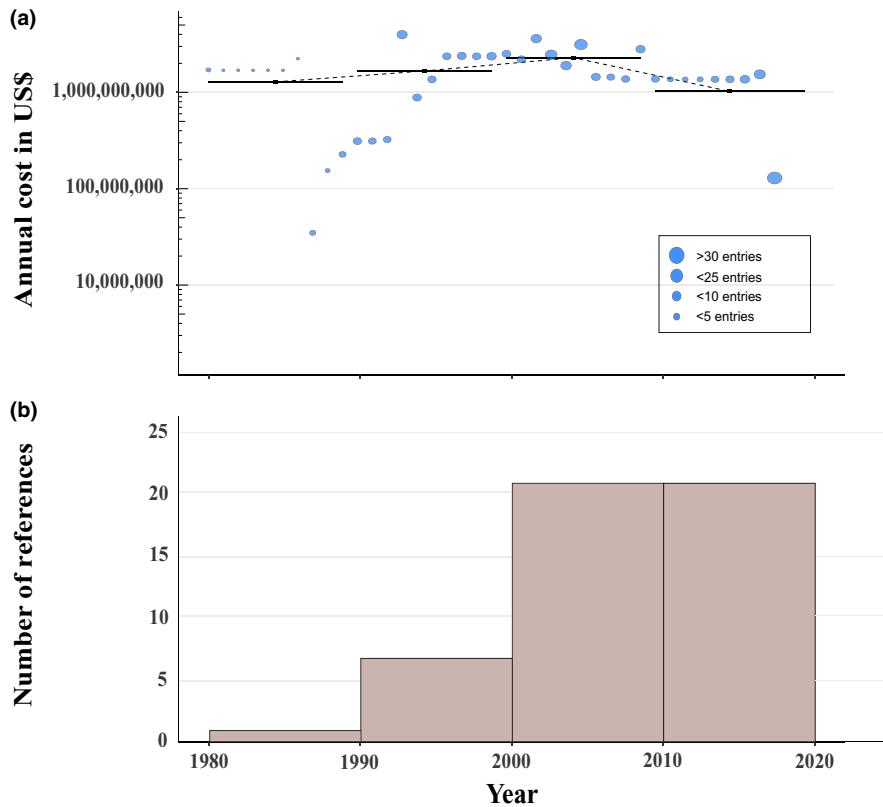 (a)
Annual cost in US$
1,000,000,000
100,000,000
10,000,000
>30 entries
<25 entries
<10 entries
<5 entries
(b)
Number of references
25
20
15
10
5
0
1980
1990
2000
2010
2020
Year